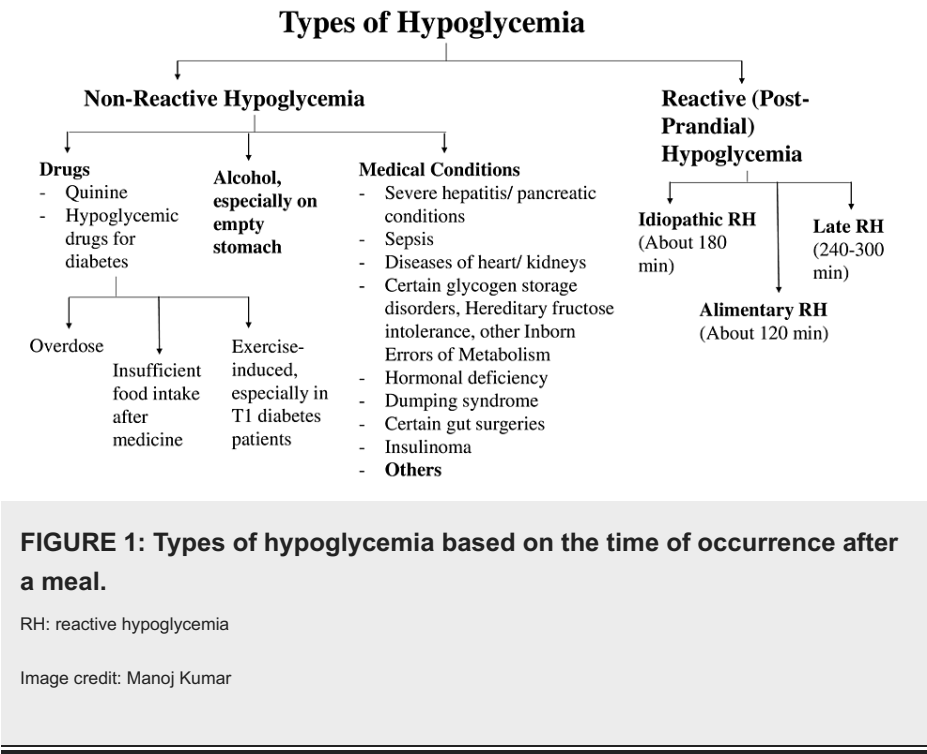 Types of Hypoglycemia
Non-Reactive Hypoglycemia
Drugs
- Quinine
- Hypoglycemic
drugs for
diabetes
Overdose
Insufficient
food intake
after
medicine
Exercise-
induced,
especially in
T1 diabetes
patients
Alcohol,
especially on
empty
stomach
Medical Conditions
- Severe hepatitis/ pancreatic
conditions
- Sepsis
- Diseases of heart/ kidneys
- Certain glycogen storage
disorders, Hereditary fructose
intolerance, other Inborn
Errors of Metabolism
- Hormonal deficiency
- Dumping syndrome
- Certain gut surgeries
- Insulinoma
- Others
Reactive (Post-
Prandial)
Hypoglycemia
Idiopathic RH
(About 180
min)
Alimentary RH
(About 120 min)
Late RH
(240-300
min)
FIGURE 1: Types of hypoglycemia based on the time of occurrence after
a meal.
RH: reactive hypoglycemia
Image credit: Manoj Kumar